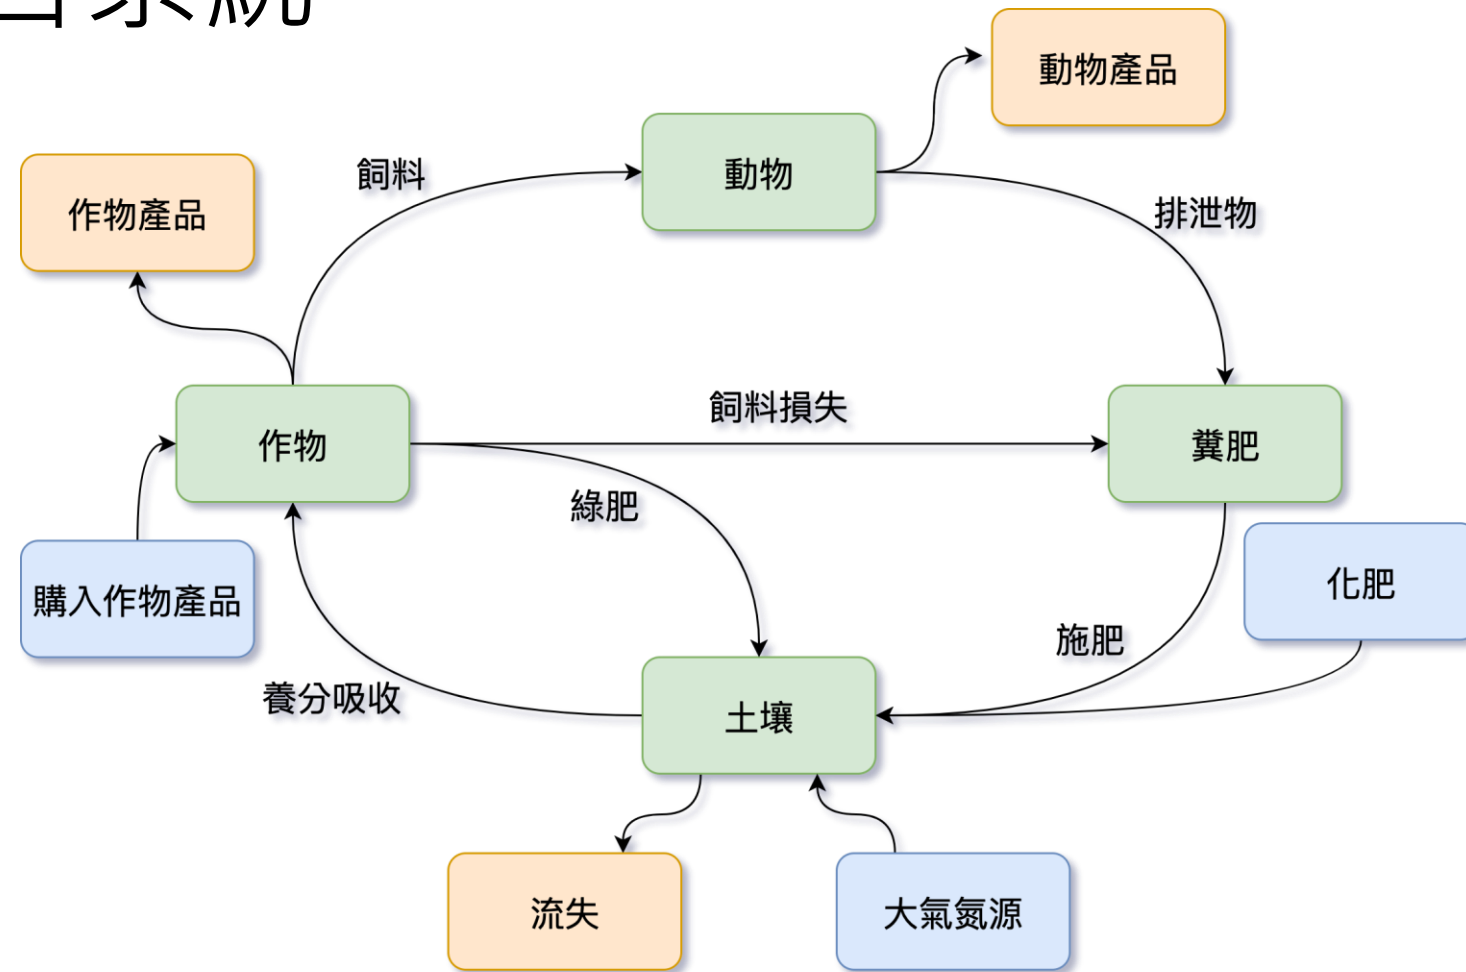 系統
動物產品
動物
飼料
作物產品
排泄物
飼料損失
作物
糞肥
綠肥
化肥
購入作物產品
施肥
養分吸收
土壤
流失
大氣氮源